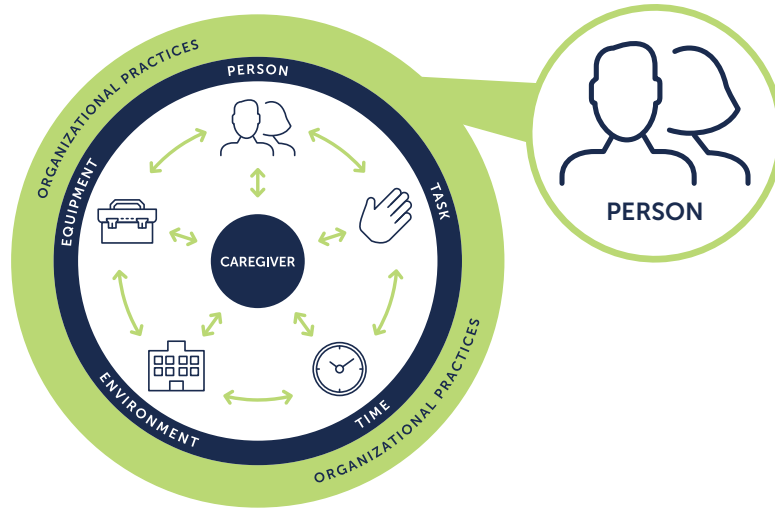 ORGANIZATIONAL PRACTICES
PERSON
EQUIPMENT
TASK
CAREGIVER
ENVIRONMENT
TIME
ORGANIZATIONAL PRACTICES
PERSON